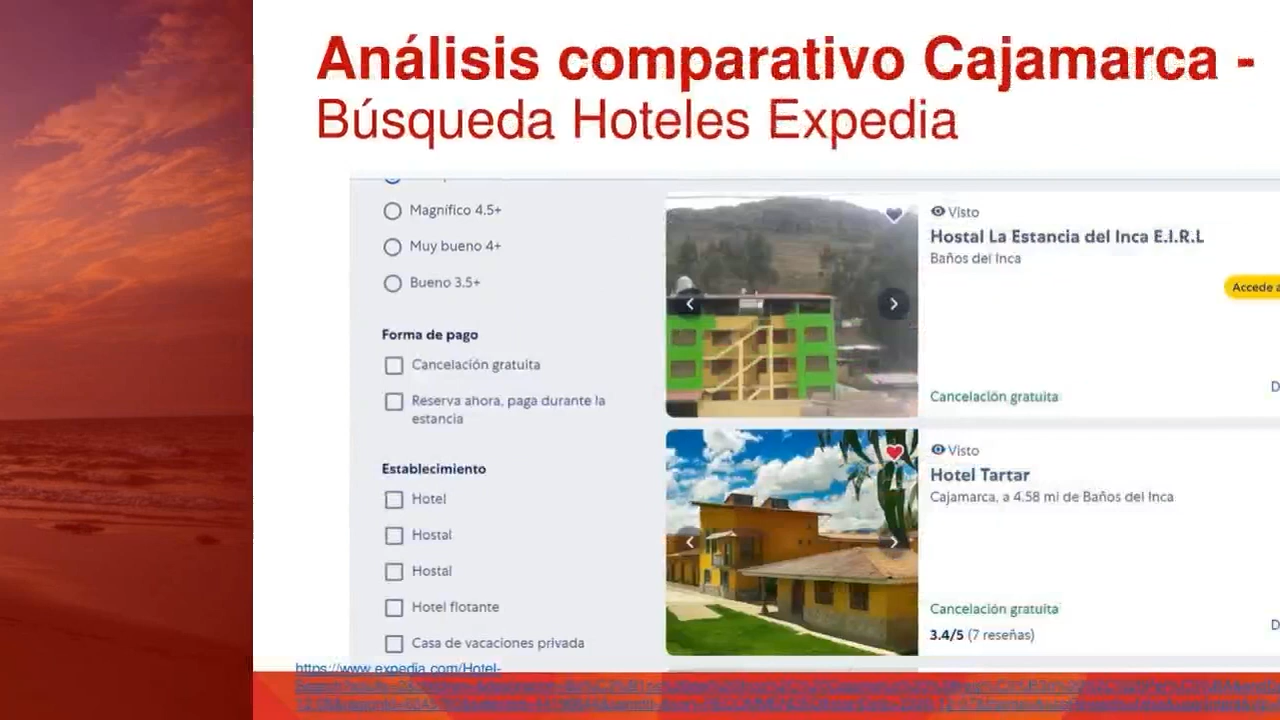 Análisis comparativo Cajamarca -
Búsqueda Hoteles Expedia
Magnífico 4.5+
Muy bueno 4+
Bueno 3.5+
Forma de pago
Cancelación gratuita
Reserva ahora, paga durante la
estancia
Establecimiento
Hotel
Hostal
Hostal
Hotel flotante
Casa de vacaciones privada
Visto
Hostal La Estancia del Inca E.I.R.L
Baños del Inca
Accede a
Cancelación gratuita
D
Visto
Hotel Tartar
Cajamarca, a 4.58 mi de Baños del Inca
Cancelación gratuita
D
3.4/5 (7 reseñas)
https://www.expedia.com/Hotel-